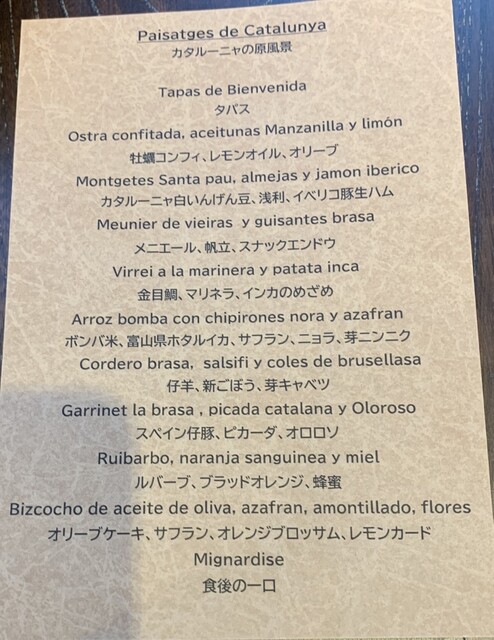 Paisatges de Catalunya
カタルーニャの原風景
Tapas de Bienvenida
タパス
Ostra confitada, aceitunas Manzanilla y limón
牡蠣コンフィ、レモンオイル、オリーブ
Montgetes Santa pau, almejas y jamon iberico
カタルーニャ白いんげん豆、浅利、イベリコ豚生ハム
Meunier de vieiras y guisantes brasa
メニエール、帆立、スナックエンドウ
Virrei a la marinera y patata inca
金目鯛、マリネラ、インカのめざめ
Arroz bomba con chipirones nora y azafran
ボンバ米、富山県ホタルイカ、サフラン、ニョラ、芽ニンニク
Cordero brasa, salsifi y coles de brusellasa
仔羊、新ごぼう、芽キャベツ
Garrinet la brasa , picada catalana y Oloroso
スペイン仔豚、ピカーダ、オロロソ
Ruibarbo, naranja sanguinea y miel
ルバーブ、ブラッドオレンジ、蜂蜜
Bizcocho de aceite de oliva, azafran, amontillado, flores
オリーブケーキ、サフラン、オレンジブロッサム、レモンカード
Mignardise
食後の一口